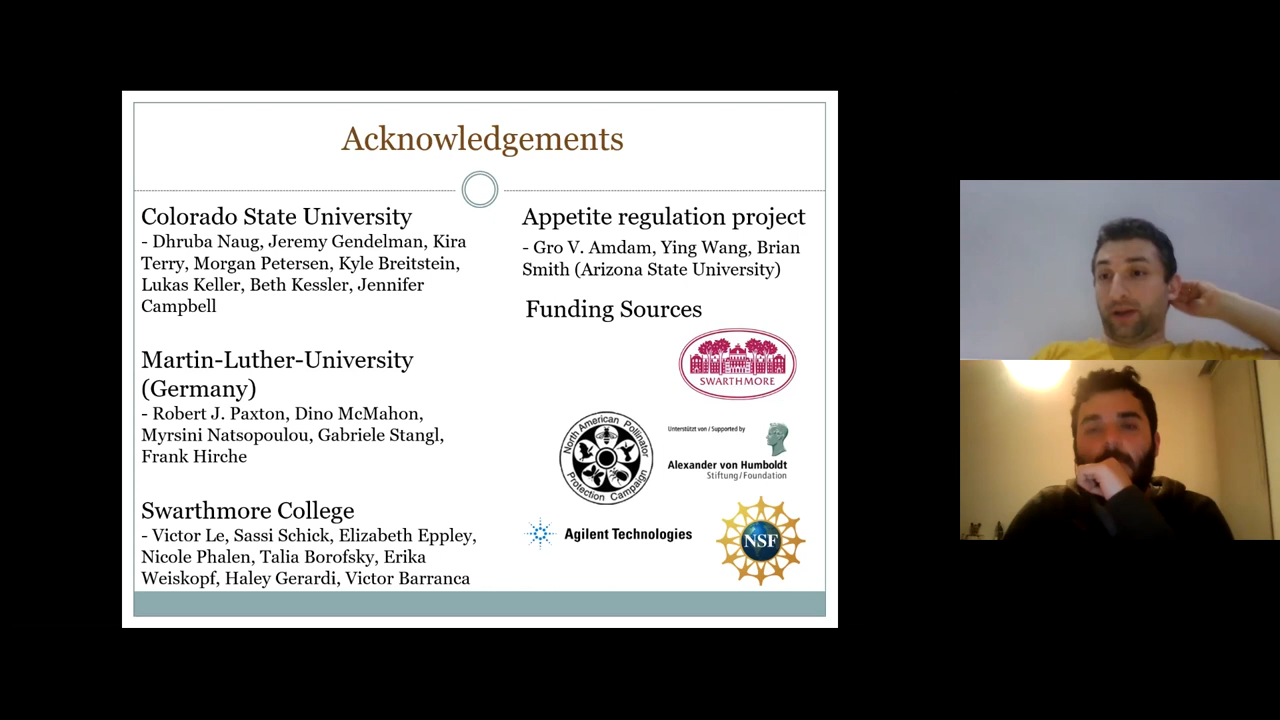 Acknowledgements
Colorado State University
- Dhruba Naug, Jeremy Gendelman, Kira
Terry, Morgan Petersen, Kyle Breitstein,
Lukas Keller, Beth Kessler, Jennifer
Campbell
Martin-Luther-University
(Germany)
- Robert J. Paxton, Dino McMahon,
Myrsini Natsopoulou, Gabriele Stangl,
Frank Hirche
Swarthmore College
- Victor Le, Sassi Schick, Elizabeth Eppley,
Nicole Phalen, Talia Borofsky, Erika
Weiskopf, Haley Gerardi, Victor Barranca
Appetite regulation project
- Gro V. Amdam, Ying Wang, Brian
Smith (Arizona State University)
Funding Sources
SWARTHMORE
North American Pollinator
Protection Campaign
Unterstützt von / Supported by
Alexander von Humboldt
Stiftung/Foundation
Agilent Technologies
NSF